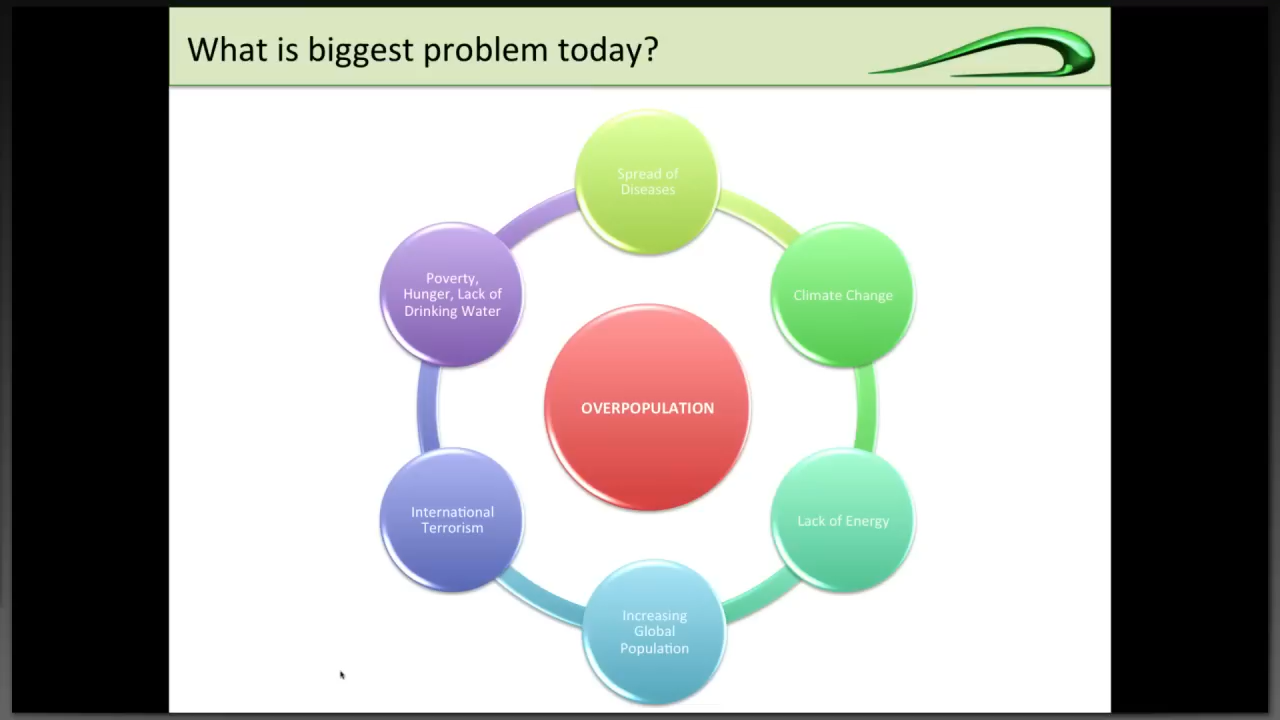 What is biggest problem today?
Spread of
Diseases
Climate Change
Lack of Energy
Increasing
Global
Population
International
Terrorism
Poverty,
Hunger, Lack of
Drinking Water
OVERPOPULATION